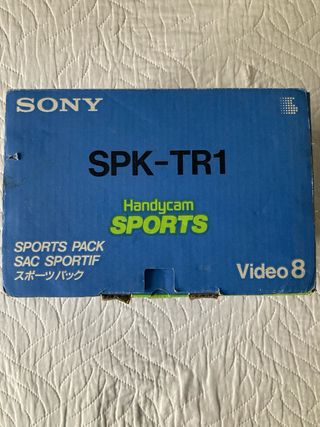 SONY
SPK-TR1
Handycam
SPORTS
SPORTS PACK
SAC SPORTIF
スポーツパック
Video 8